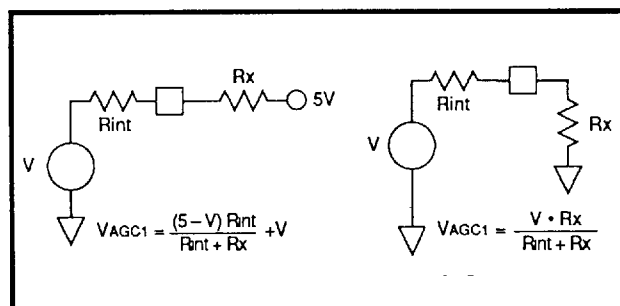 Rx
5V
Rint
V
VAGC1 = (5 – V) Rint / Rint + Rx + V
Rint
Rx
V
VAGC1 = V • Rx / Rint + Rx